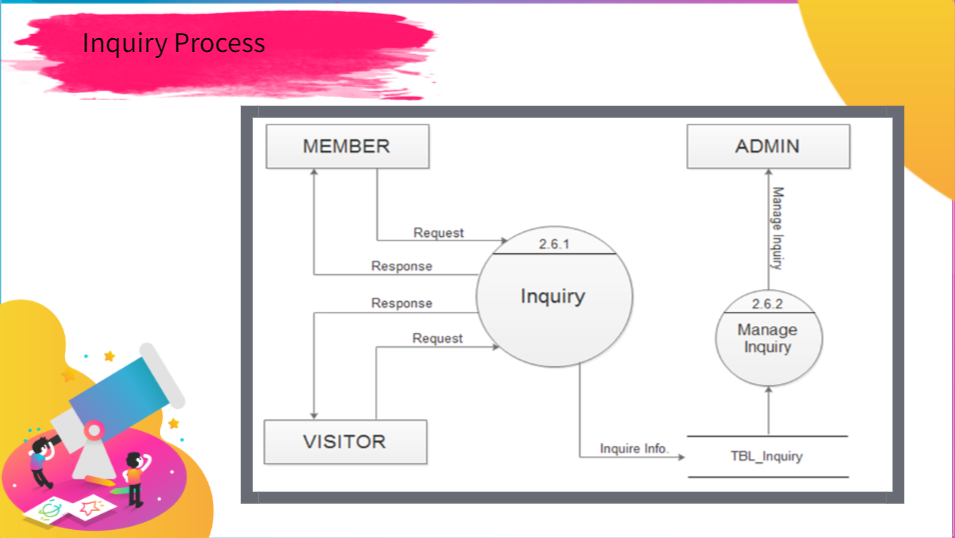 Inquiry Process
MEMBER
ADMIN
Manage Inquiry
Request
2.6.1
Response
Inquiry
Response
2.6.2
Manage
Inquiry
Request
VISITOR
Inquire Info.
TBL_Inquiry